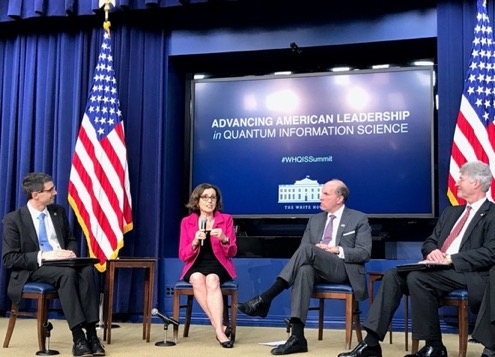 ADVANCING AMERICAN LEADERSHIP
in QUANTUM INFORMATION SCIENCE
#WHQISSummit
THE WHITE HOUSE